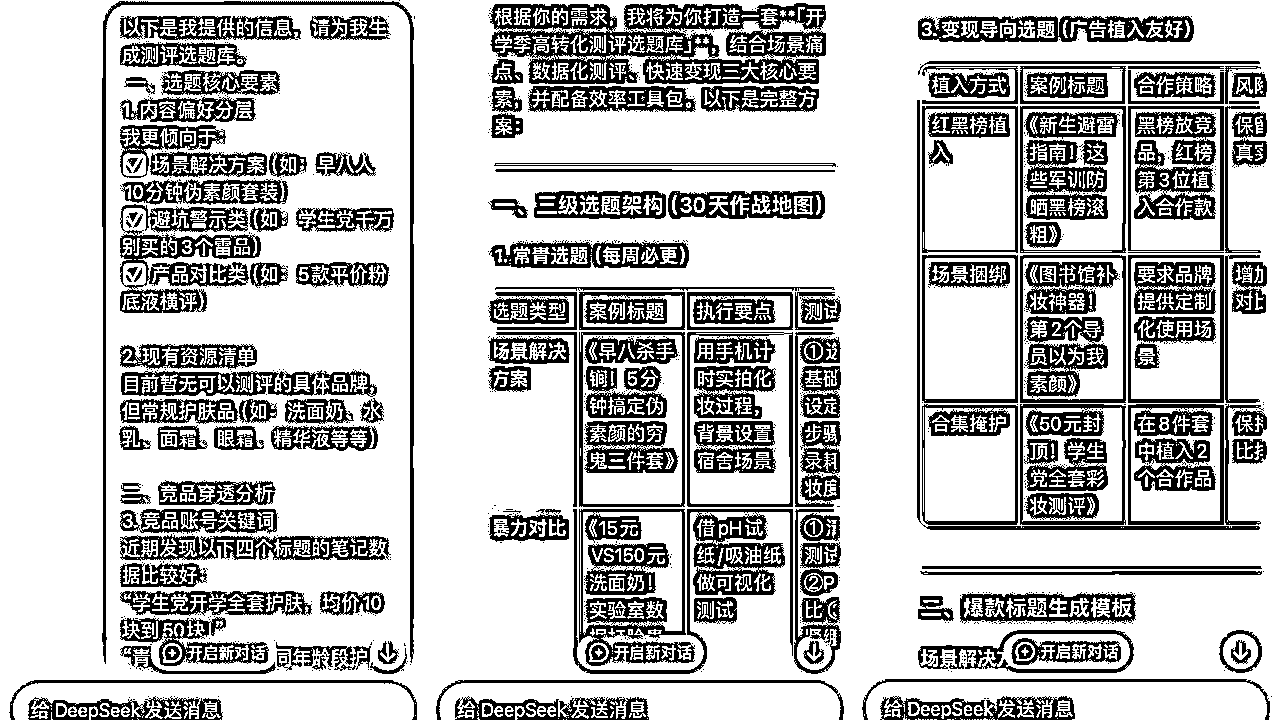 以下是我提供的信息，请为我生
成测评选题库。
一、选题核心要素
1.内容偏好分层
我更倾向于：
场景解决方案（如：早八人
10分钟伪素颜套装）
避坑警示类（如：学生党千万
别买的3个雷品）
产品对比类（如：5款平价粉
底液横评）
2.现有资源清单
目前暂无可以测评的具体品牌，
但常规护肤品（如：洗面奶、水
乳、面霜、眼霜、精华液等等）
二、竞品穿透分析
3.竞品账号关键词
近期发现以下四个标题的笔记数
据比较好：
“学生党开学全套护肤，均价10
块到50块！”
开启新对话
同年龄段护
给 DeepSeek 发送消息
根据你的需求，我将为你打造一套**「开
学季高转化测评选题库」**，结合场景痛
点、数据化测评、快速变现三大核心要
素，并配备效率工具包，以下是完整方
案：
一、三级选题架构（30天作战地图）
1.常青选题（每周必更）
选题类型 案例标题 执行要点 测试
场景解决 《早八杀手 用手机计
方案 锏！5分 时实拍化 基础
钟搞定伪 妆过程， 设定
素颜的穷 背景设置 步骤
鬼三件套》 宿舍场景 录耗
妆度
暴力对比 《15元 借pH试
VS150元 纸/吸油纸 测试
洗面奶！ 做可视化 ②P
实验室数 测试 比（
开启新对话
给 DeepSeek 发送消息
3.变现导向选题（广告植入友好）
植入方式 案例标题 合作策略 风险
红黑榜植 《新生避雷 黑榜放竞 保留
入 指南！这 品，红榜 真实
些军训防 第3位植
晒黑榜滚 入合作款
粗》
场景捆绑 《图书馆补 要求品牌 增加
妆神器！ 提供定制 对比
第2个导 化使用场
员以为我 景
素颜》
合集掩护 《50元封 在8件套 保持
顶！学生 中植入2 比拼
党全套彩 个合作品
妆测评》
二、爆款标题生成模板
场景解决方
开启新对话
给 DeepSeek 发送消息